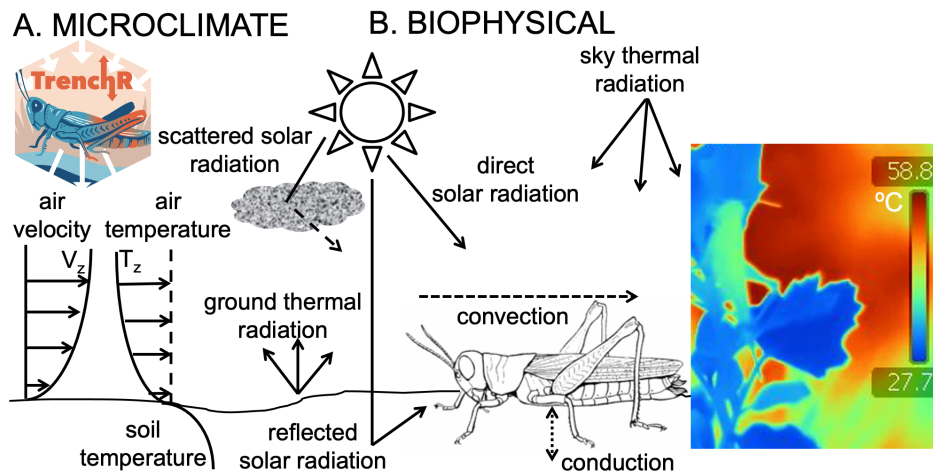 A. MICROCLIMATE
B. BIOPHYSICAL
TrenchR
sky thermal
radiation
scattered solar
radiation
direct
solar radiation
air
velocity
air
temperature
Vz
Tz
58.8
ºC
27.7
ground thermal
radiation
convection
soil
temperature
reflected
solar radiation
conduction